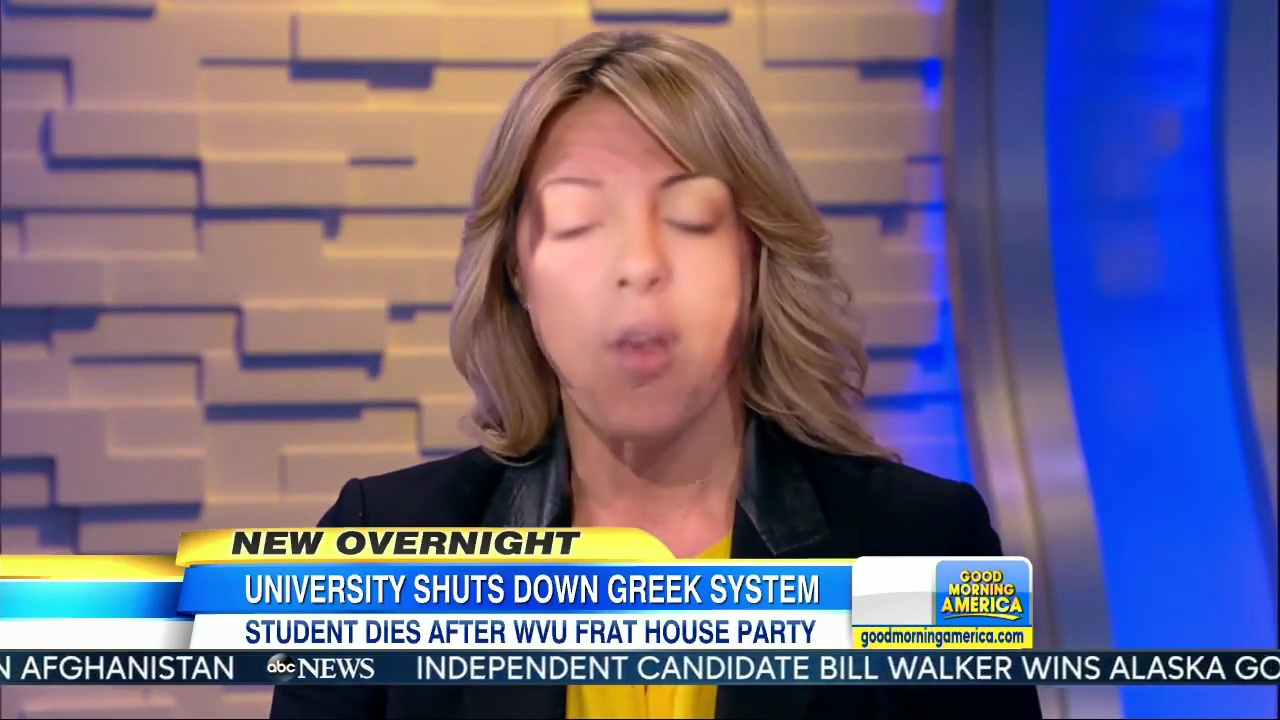 NEW OVERNIGHT
UNIVERSITY SHUTS DOWN GREEK SYSTEM
STUDENT DIES AFTER WVU FRAT HOUSE PARTY
GOOD
MORNING
AMERICA
goodmorningamerica.com
N AFGHANISTAN abc NEWS INDEPENDENT CANDIDATE BILL WALKER WINS ALASKA GO